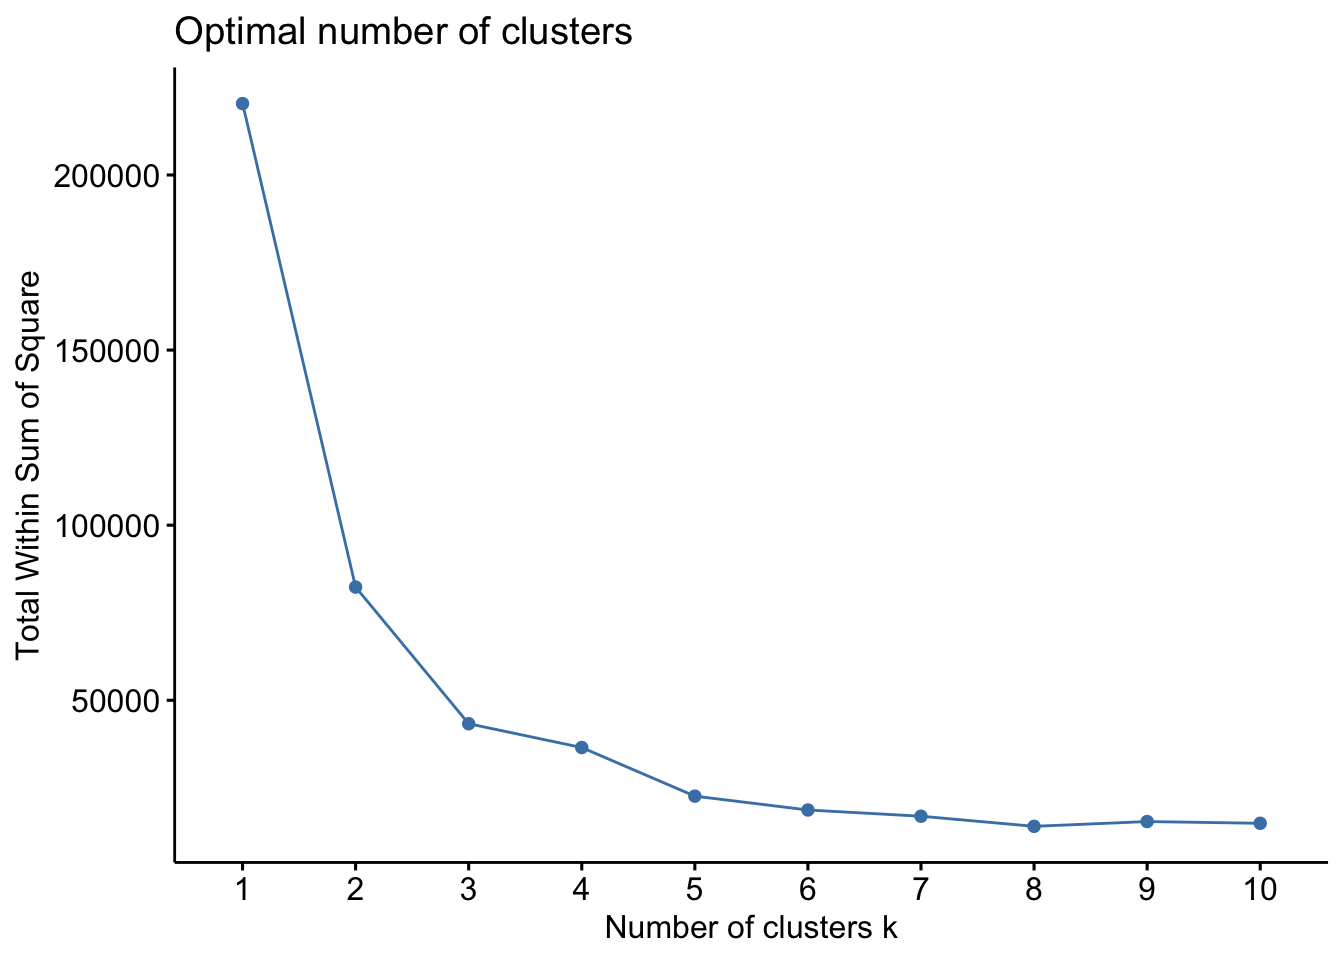 Optimal number of clusters
Total Within Sum of Square
200000
150000
100000
50000
1 2 3 4 5 6 7 8 9 10
Number of clusters k